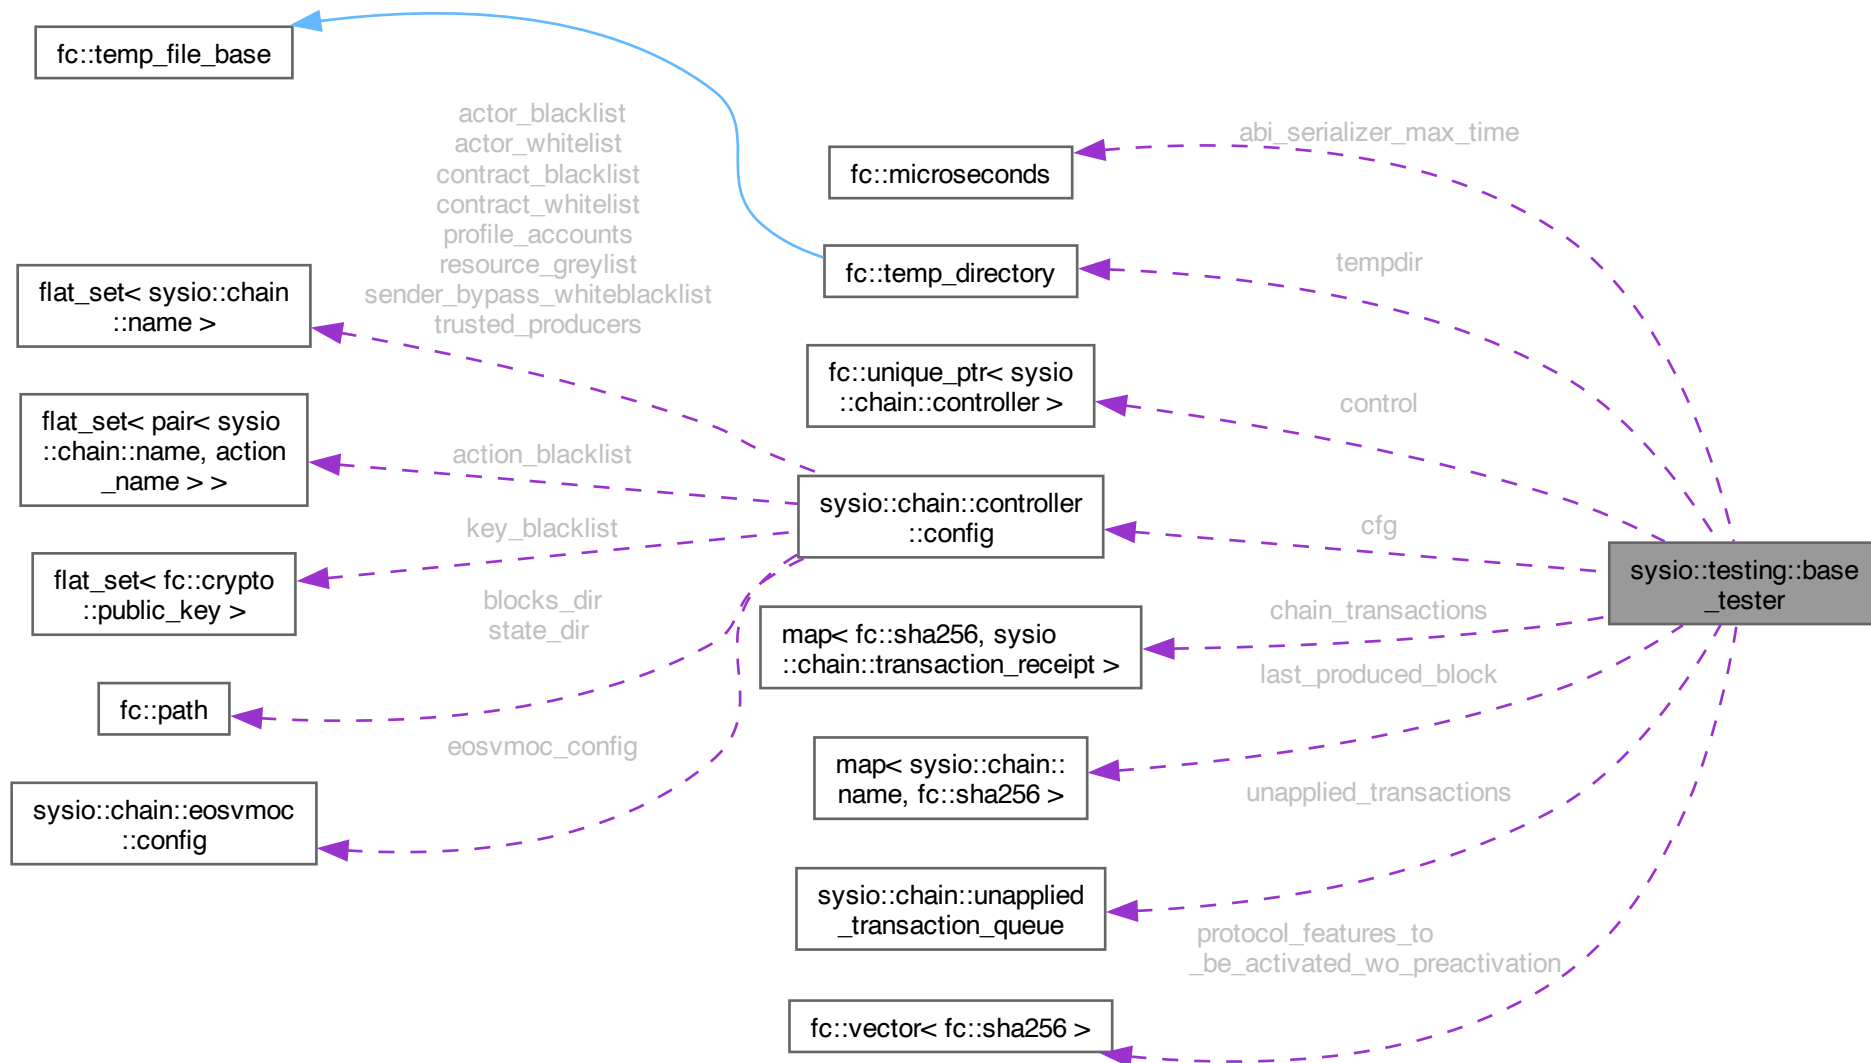 fc::temp_file_base
actor_blacklist
actor_whitelist
contract_blacklist
contract_whitelist
profile_accounts
resource_greylist
sender_bypass_whiteblacklist
trusted_producers
abi_serializer_max_time
fc::microseconds
fc::temp_directory
tempdir
flat_set< sysio::chain
::name >
fc::unique_ptr< sysio
::chain::controller >
control
flat_set< pair< sysio
::chain::name, action
_name > >
action_blacklist
sysio::chain::controller
::config
cfg
key_blacklist
flat_set< fc::crypto
::public_key >
sysio::testing::base
_tester
blocks_dir
state_dir
chain_transactions
map< fc::sha256, sysio
::chain::transaction_receipt >
last_produced_block
fc::path
eosvmoc_config
map< sysio::chain::
name, fc::sha256 >
unapplied_transactions
sysio::chain::eosvmoc
::config
sysio::chain::unapplied
_transaction_queue
protocol_features_to
_be_activated_wo_preactivation
fc::vector< fc::sha256 >